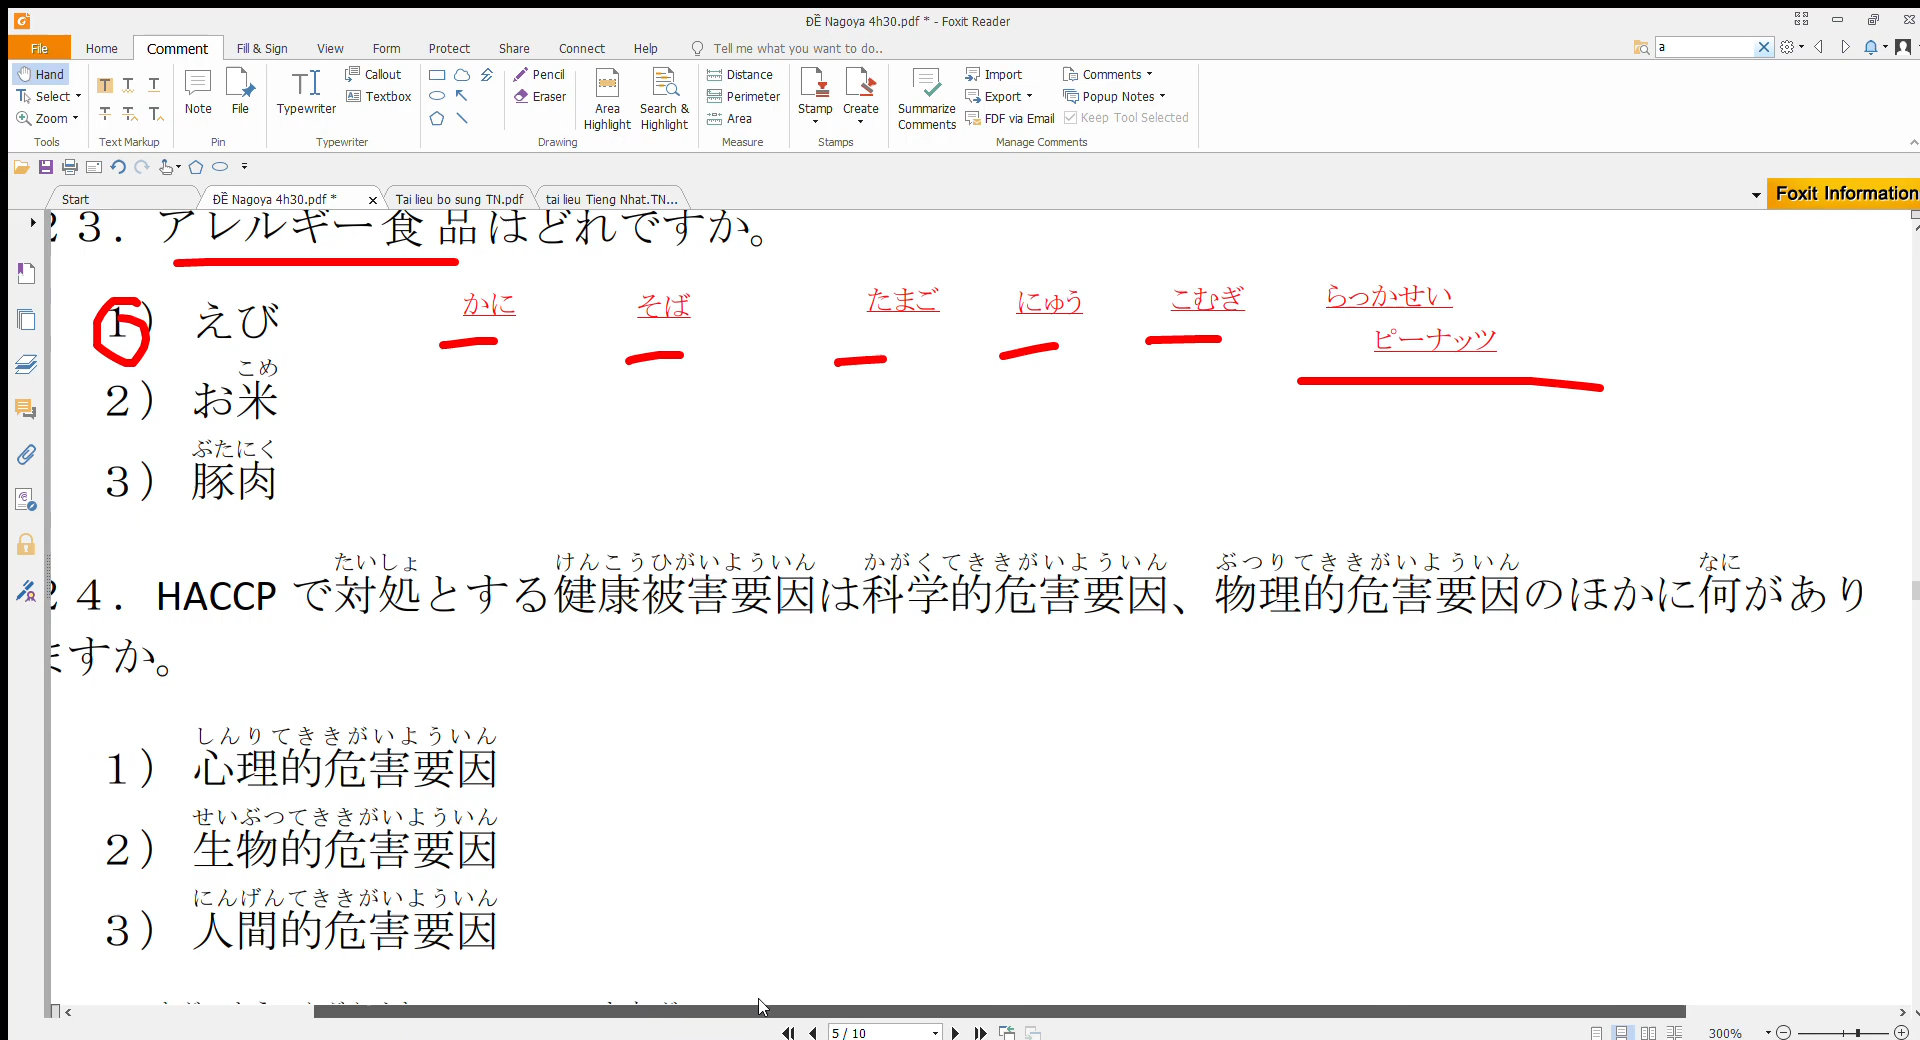 ĐỀ Nagoya 4h30.pdf * - Foxit Reader
File Home Comment Fill & Sign View Form Protect Share Connect Help Tell me what you want to do.. a
Hand
Select
Zoom
Tools
Text Markup
Note File
Pin
Typewriter Callout
Textbox
Typewriter
Pencil
Eraser
Area Highlight
Search & Highlight
Drawing
Distance
Perimeter
Area
Measure
Stamp Create
Stamps
Summarize Comments
Import
Export
FDF via Email
Comments
Popup Notes
Keep Tool Selected
Manage Comments
Start ĐỀ Nagoya 4h30.pdf * Tai lieu bo sung TN.pdf tai lieu Tieng Nhat.TN... Foxit Information
23．アレルギー食品はどれですか。
1） えび かに そば たまご にゅう こむぎ らっかせい
ピーナッツ
こめ
2） お米
ぶたにく
3） 豚肉
たいしょ けんこうひがいよういん かがくてききがいよういん ぶつりてききがいよういん なに
24．HACCP で対処とする健康被害要因は科学的危害要因、物理的危害要因のほかに何があり
ますか。
しんりてききがいよういん
1） 心理的危害要因
せいぶつてききがいよういん
2） 生物的危害要因
にんげんてききがいよういん
3） 人間的危害要因
5 / 10 300%